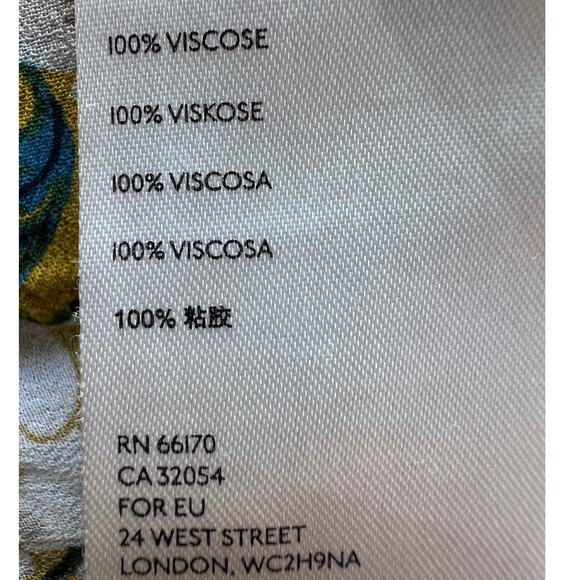 100% VISCOSE
100% VISKOSE
100% VISCOSA
100% VISCOSA
100% 粘胶
RN 66170
CA 32054
FOR EU
24 WEST STREET
LONDON, WC2H9NA